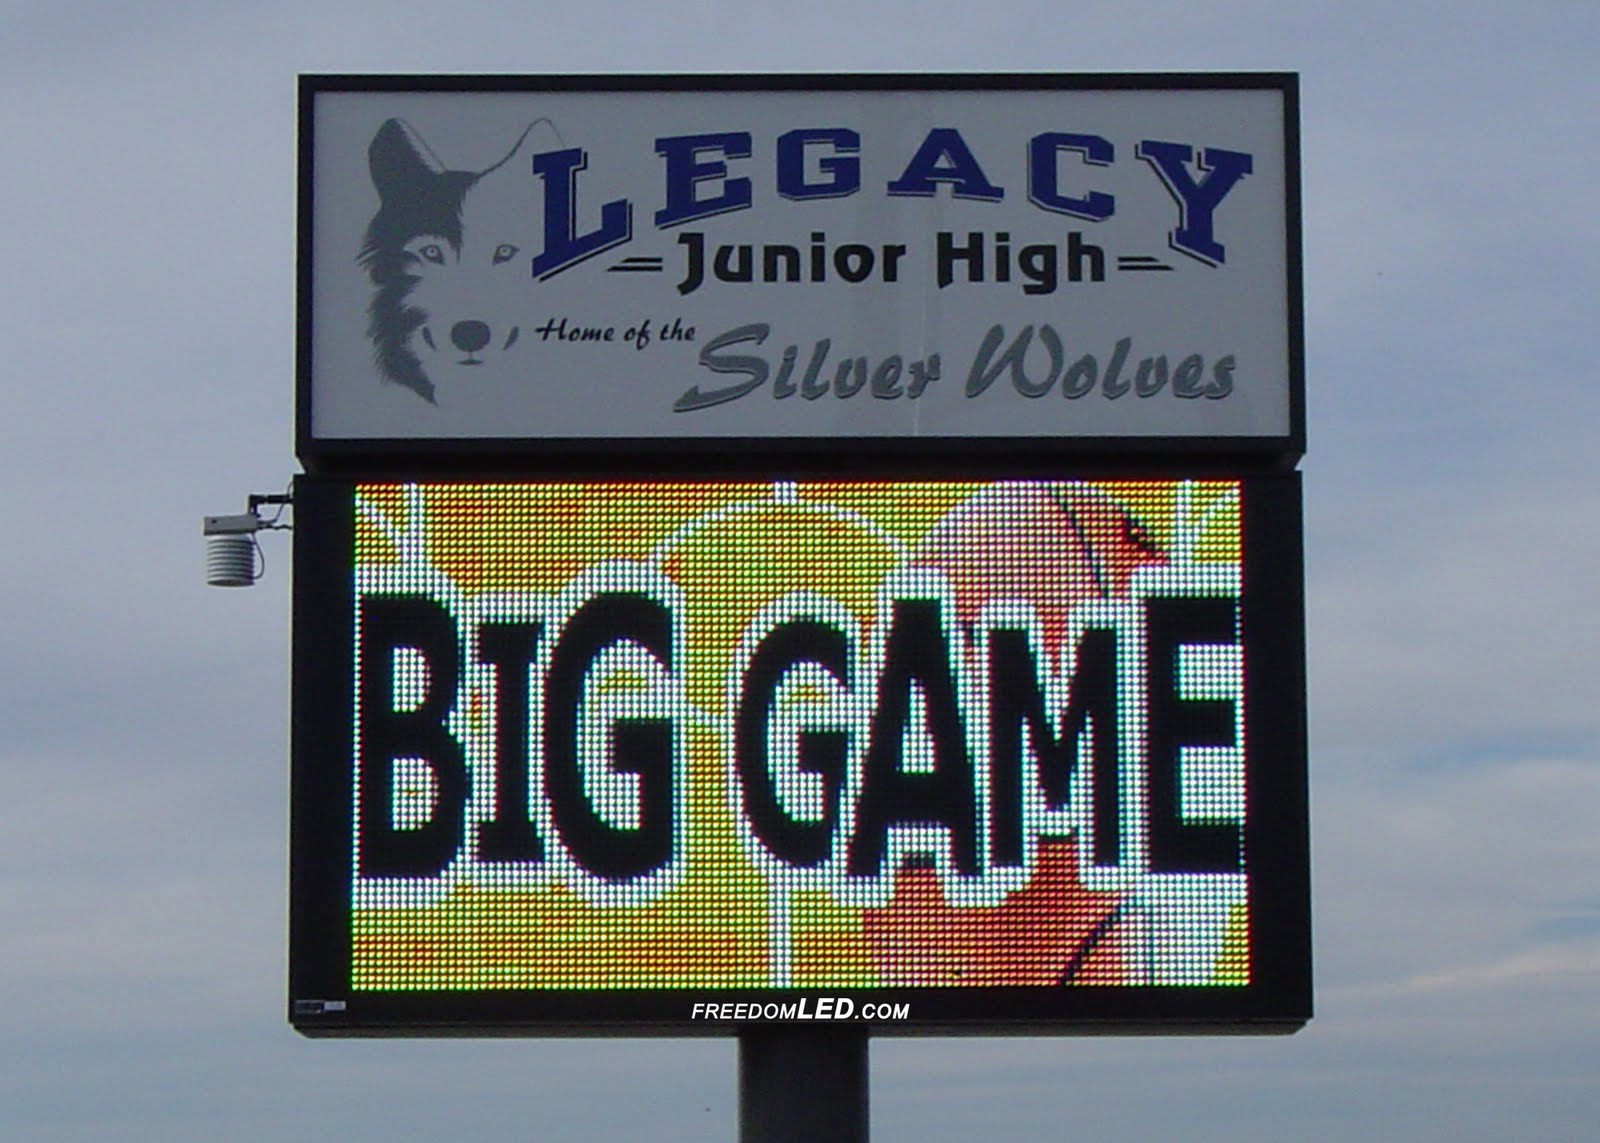 LEGACY
Junior High
Home of the Silver Wolves
BIG GAME
FREEDOMLED.COM